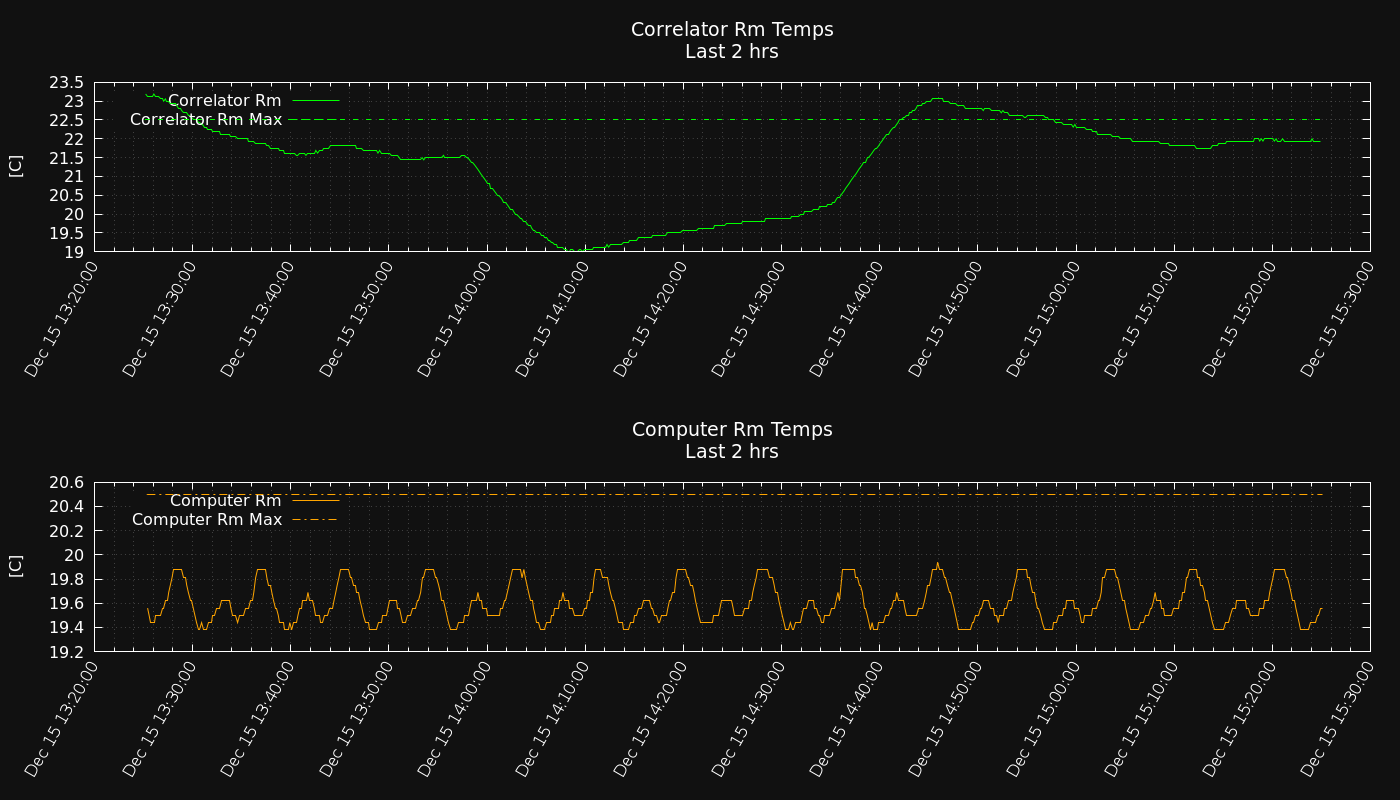 Correlator Rm Temps
Last 2 hrs
23.5
23
22.5
22
21.5
21
20.5
20
19.5
19
[C]
Correlator Rm
Correlator Rm Max
Dec 15 13:20:00
Dec 15 13:30:00
Dec 15 13:40:00
Dec 15 13:50:00
Dec 15 14:00:00
Dec 15 14:10:00
Dec 15 14:20:00
Dec 15 14:30:00
Dec 15 14:40:00
Dec 15 14:50:00
Dec 15 15:00:00
Dec 15 15:10:00
Dec 15 15:20:00
Dec 15 15:30:00
Computer Rm Temps
Last 2 hrs
20.6
20.4
20.2
20
19.8
19.6
19.4
19.2
[C]
Computer Rm
Computer Rm Max
Dec 15 13:20:00
Dec 15 13:30:00
Dec 15 13:40:00
Dec 15 13:50:00
Dec 15 14:00:00
Dec 15 14:10:00
Dec 15 14:20:00
Dec 15 14:30:00
Dec 15 14:40:00
Dec 15 14:50:00
Dec 15 15:00:00
Dec 15 15:10:00
Dec 15 15:20:00
Dec 15 15:30:00